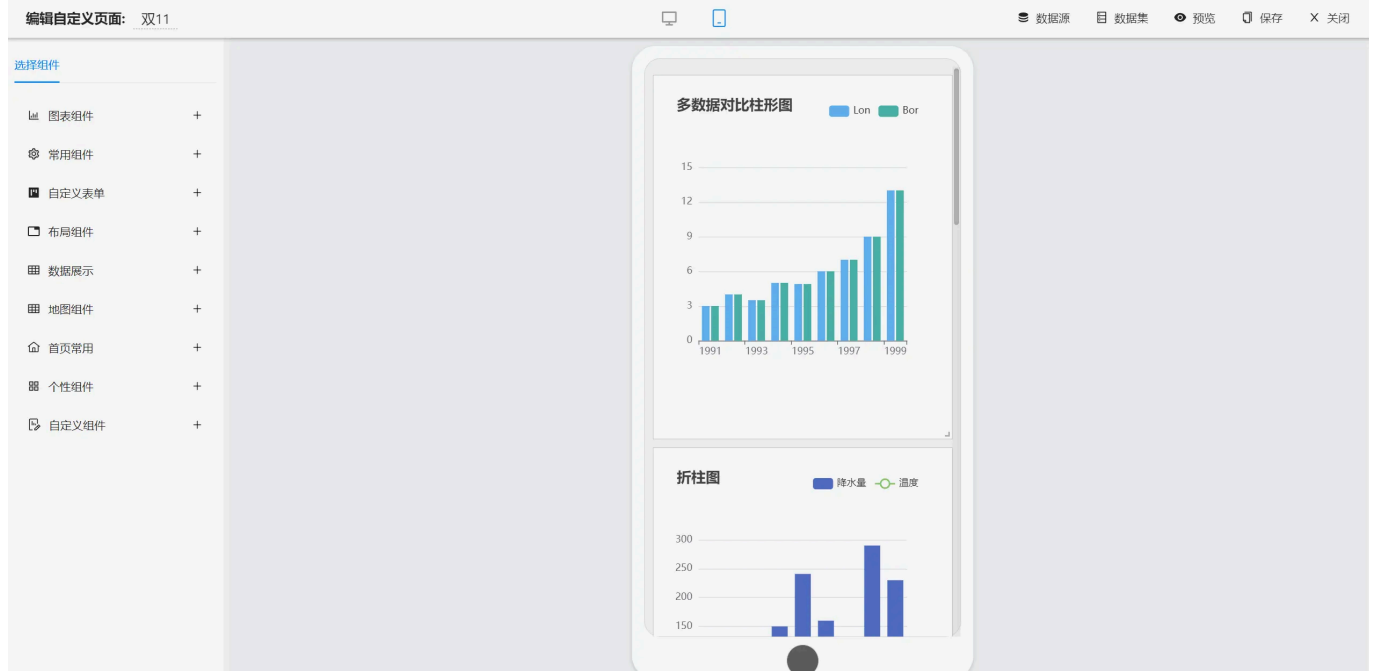 编辑自定义页面: 双11
数据源 数据集 预览 保存 关闭
选择组件
图表组件
常用组件
自定义表单
布局组件
数据展示
地图组件
首页常用
个性组件
自定义组件
多数据对比柱形图 Lon Bor
15
12
9
6
3
0
1991 1993 1995 1997 1999
折柱图 降水量 温度
300
250
200
150